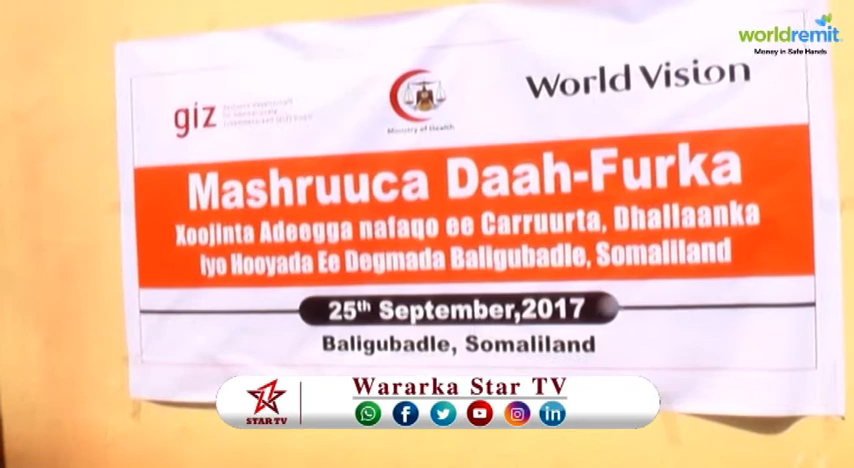 worldremit
Money in Safe Hands
giz
Ministry of Health
World Vision
Mashruuca Daah-Furka
Xoojinta Adeegga nafaqo ee Carruurta, Dhallaanka
Iyo Hooyada Ee Degmada Baligubadle, Somaliland
25th September,2017
Baligubadle, Somaliland
STAR TV
Wararka Star TV